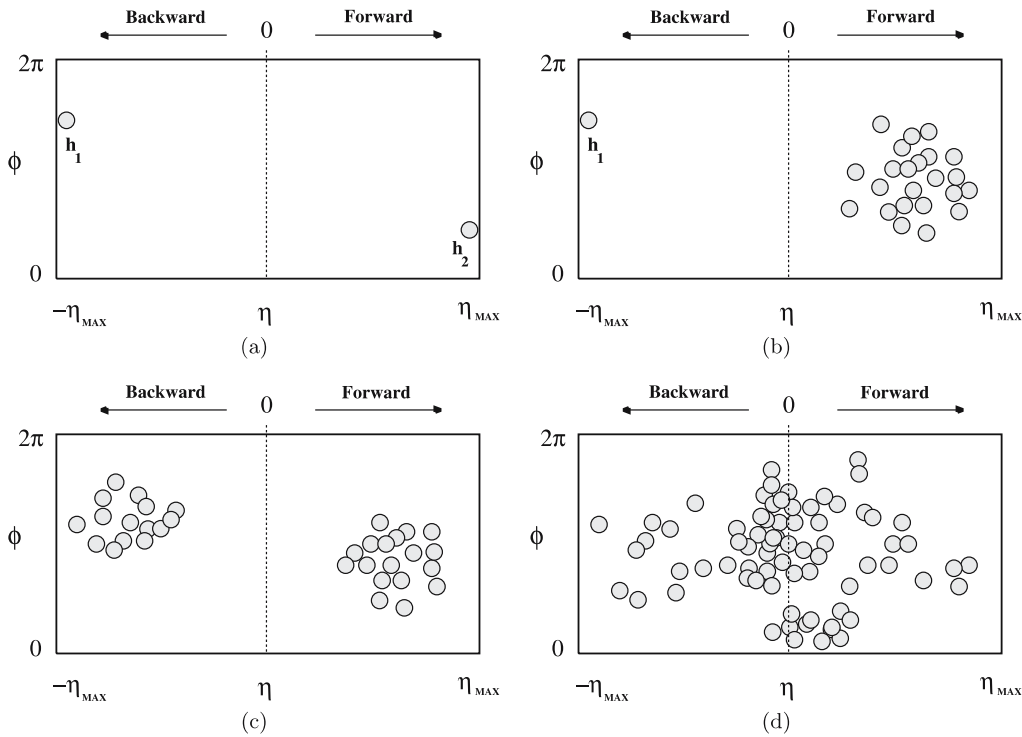 Backward 0 Forward
2π
h1
ϕ
h2
0
−ηMAX η ηMAX
(a)
Backward 0 Forward
2π
h1
ϕ
0
−ηMAX η ηMAX
(b)
Backward 0 Forward
2π
ϕ
0
−ηMAX η ηMAX
(c)
Backward 0 Forward
2π
ϕ
0
−ηMAX η ηMAX
(d)